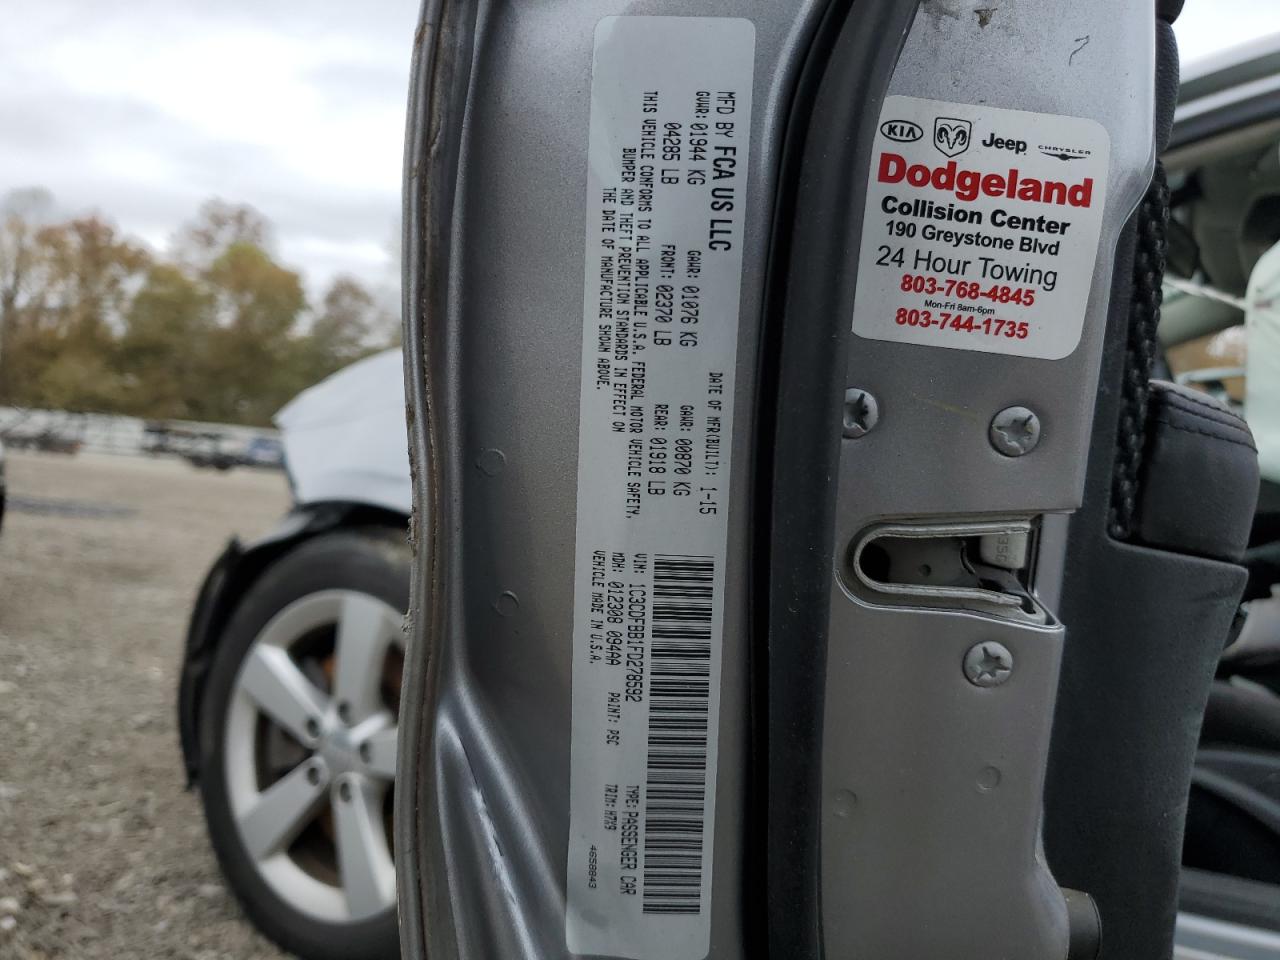 MFD BY FCA US LLC
DATE OF MFR(BUILT): 1-15
GVWR: 01944 KG
GAWR: 01076 KG
GAWR: 00870 KG
04285 LB
FRONT: 02370 LB
REAR: 01918 LB
THIS VEHICLE CONFORMS TO ALL APPLICABLE U.S.A. FEDERAL MOTOR VEHICLE SAFETY,
BUMPER AND THEFT PREVENTION STANDARDS IN EFFECT ON
THE DATE OF MANUFACTURE SHOWN ABOVE.
VIN: 1C3CDFBB1FD278592
TYPE: PASSENGER CAR
MDH: 012308 094AA
PAINT: PSC
TRIM: H7X9
VEHICLE MADE IN U.S.A.
4658843
KIA
Jeep
CHRYSLER
Dodgeland
Collision Center
190 Greystone Blvd
24 Hour Towing
803-768-4845
Mon-Fri 8am-6pm
803-744-1735